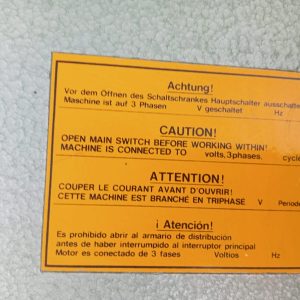 Achtung!
Vor dem Öffnen des Schaltschrankes Hauptschalter ausschalte
Maschine ist auf 3 Phasen V geschaltet Hz
CAUTION!
OPEN MAIN SWITCH BEFORE WORKING WITHIN!
MACHINE IS CONNECTED TO volts,3phases, cycle
ATTENTION!
COUPER LE COURANT AVANT D'OUVRIR!
CETTE MACHINE EST BRANCHÉ EN TRIPHASÉ V Periode
¡ Atención!
Es prohibido abrir al armario de distribución
antes de haber interrumpido al interruptor principal
Motor es conectado de 3 fases Voltios Hz